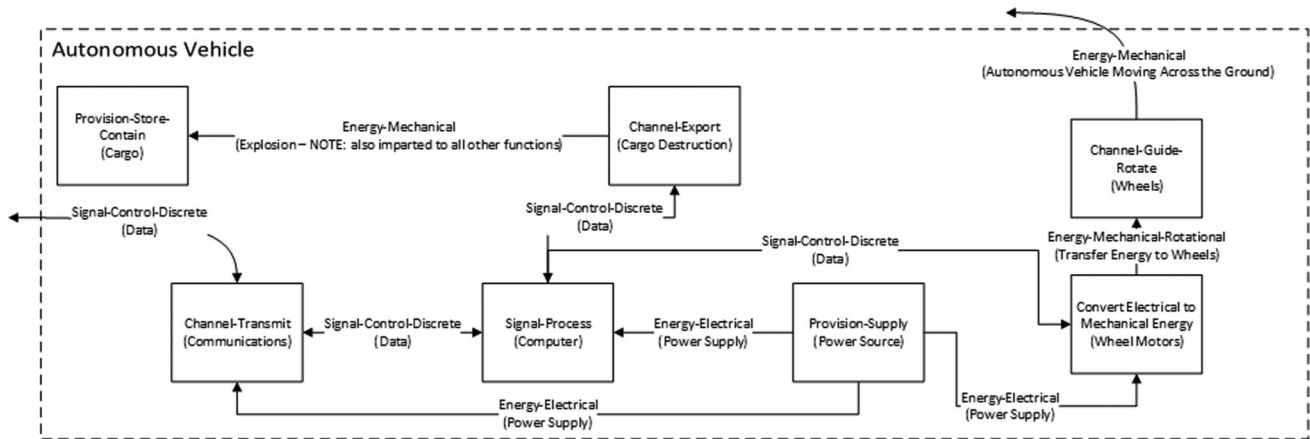 Autonomous Vehicle
Energy-Mechanical
(Autonomous Vehicle Moving Across the Ground)
Provision-Store-
Contain
(Cargo)
Energy-Mechanical
(Explosion – NOTE: also imparted to all other functions)
Channel-Export
(Cargo Destruction)
Channel-Guide-
Rotate
(Wheels)
Signal-Control-Discrete
(Data)
Signal-Control-Discrete
(Data)
Signal-Control-Discrete
(Data)
Energy-Mechanical-Rotational
(Transfer Energy to Wheels)
Channel-Transmit
(Communications)
Signal-Control-Discrete
(Data)
Signal-Process
(Computer)
Energy-Electrical
(Power Supply)
Provision-Supply
(Power Source)
Convert Electrical to
Mechanical Energy
(Wheel Motors)
Energy-Electrical
(Power Supply)
Energy-Electrical
(Power Supply)